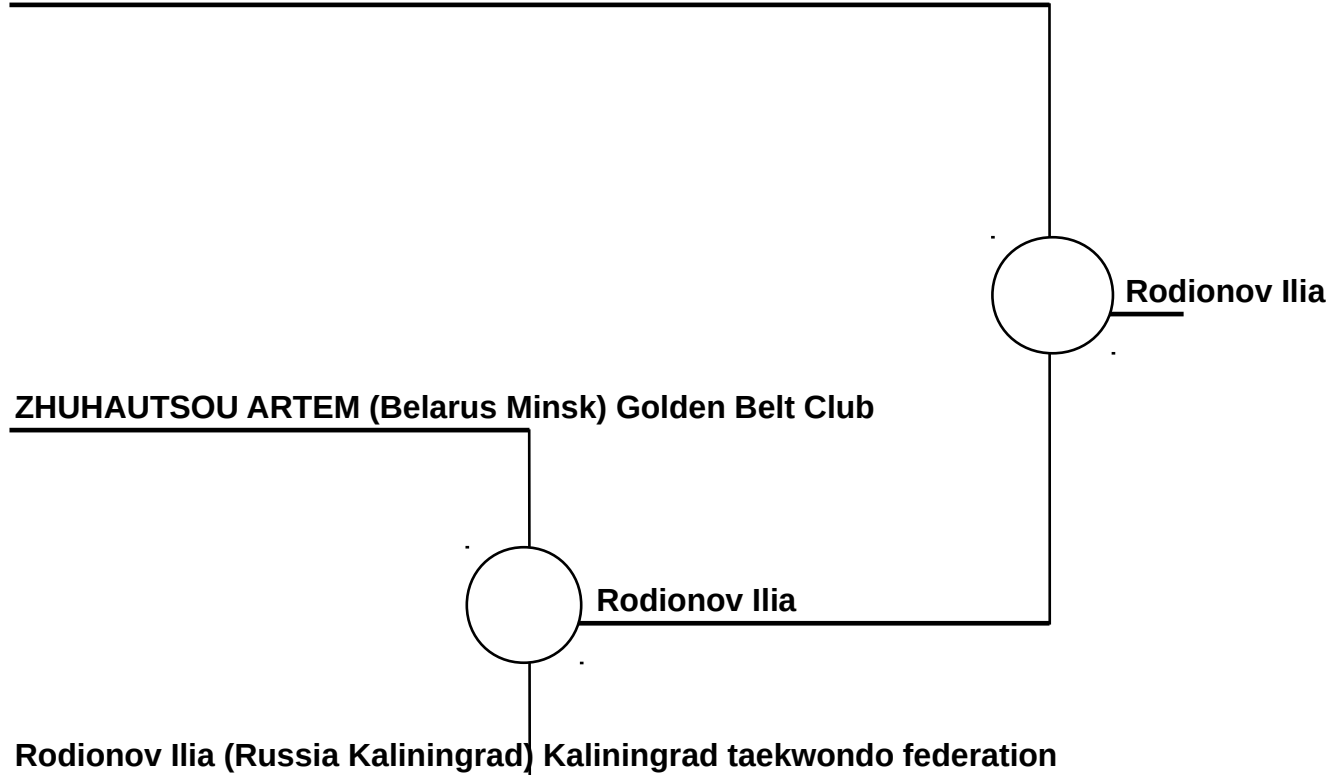 Rodionov Ilia
ZHUHAUTSOU ARTEM (Belarus Minsk) Golden Belt Club
Rodionov Ilia
Rodionov Ilia (Russia Kaliningrad) Kaliningrad taekwondo federation